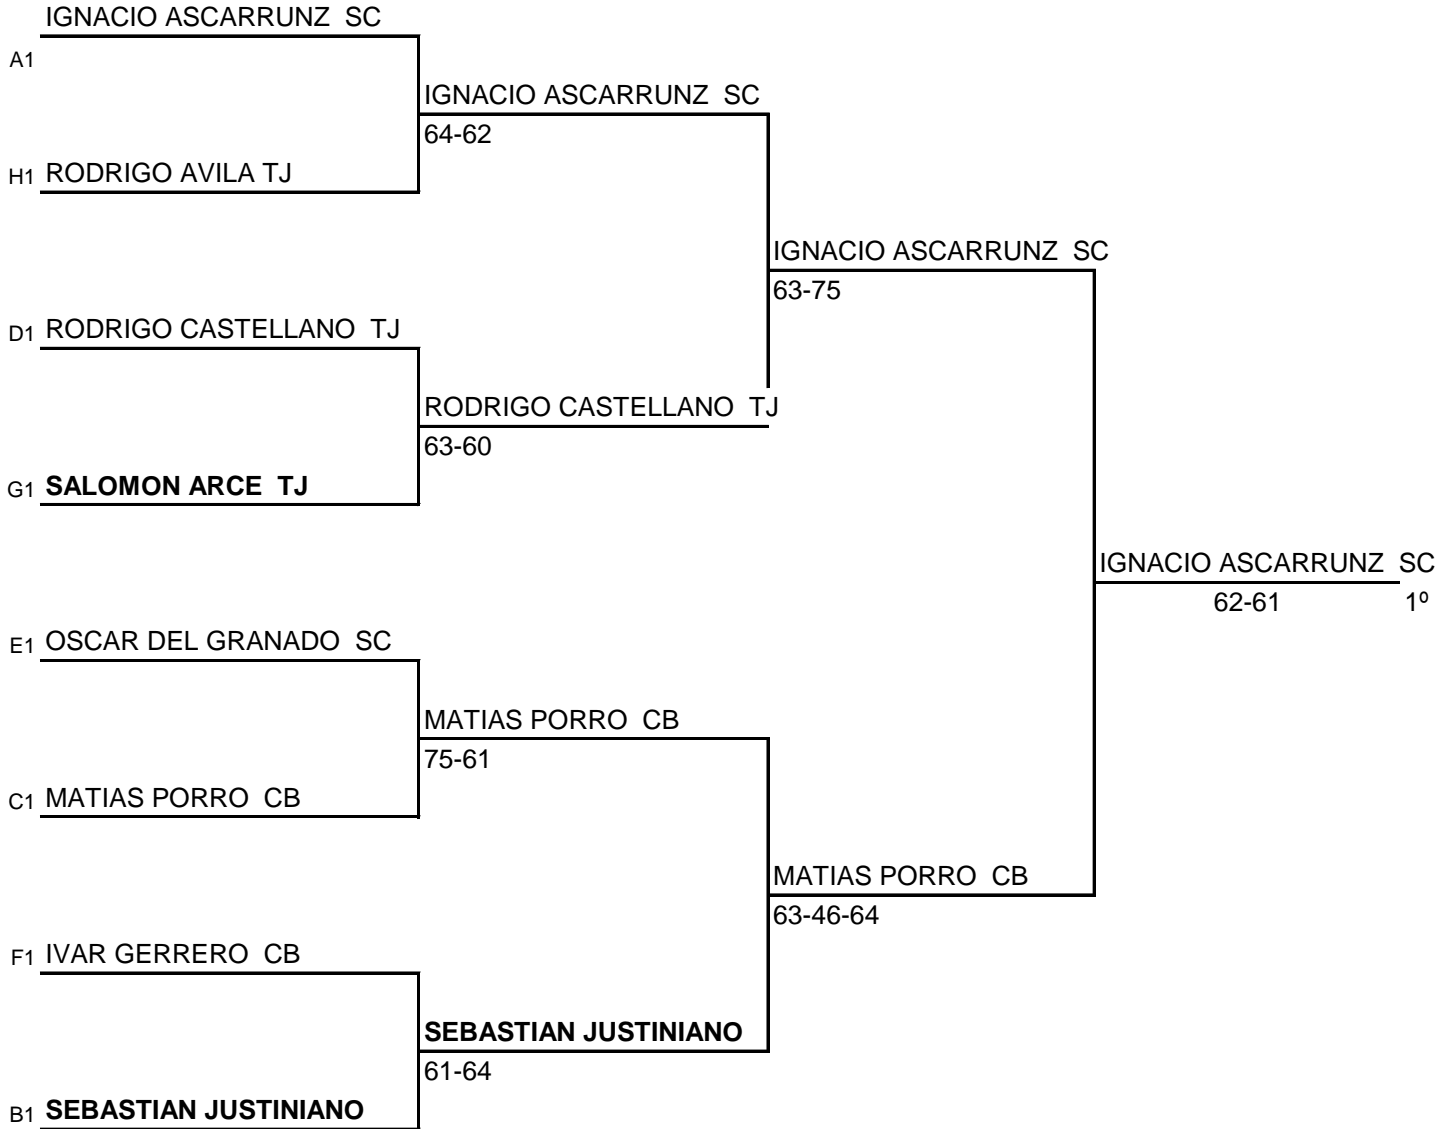 IGNACIO ASCARRUNZ SC
A1
IGNACIO ASCARRUNZ SC
64-62
H1 RODRIGO AVILA TJ
IGNACIO ASCARRUNZ SC
63-75
D1 RODRIGO CASTELLANO TJ
RODRIGO CASTELLANO TJ
63-60
G1 SALOMON ARCE TJ
IGNACIO ASCARRUNZ SC
62-61 1º
E1 OSCAR DEL GRANADO SC
MATIAS PORRO CB
75-61
C1 MATIAS PORRO CB
MATIAS PORRO CB
63-46-64
F1 IVAR GERRERO CB
SEBASTIAN JUSTINIANO
61-64
B1 SEBASTIAN JUSTINIANO